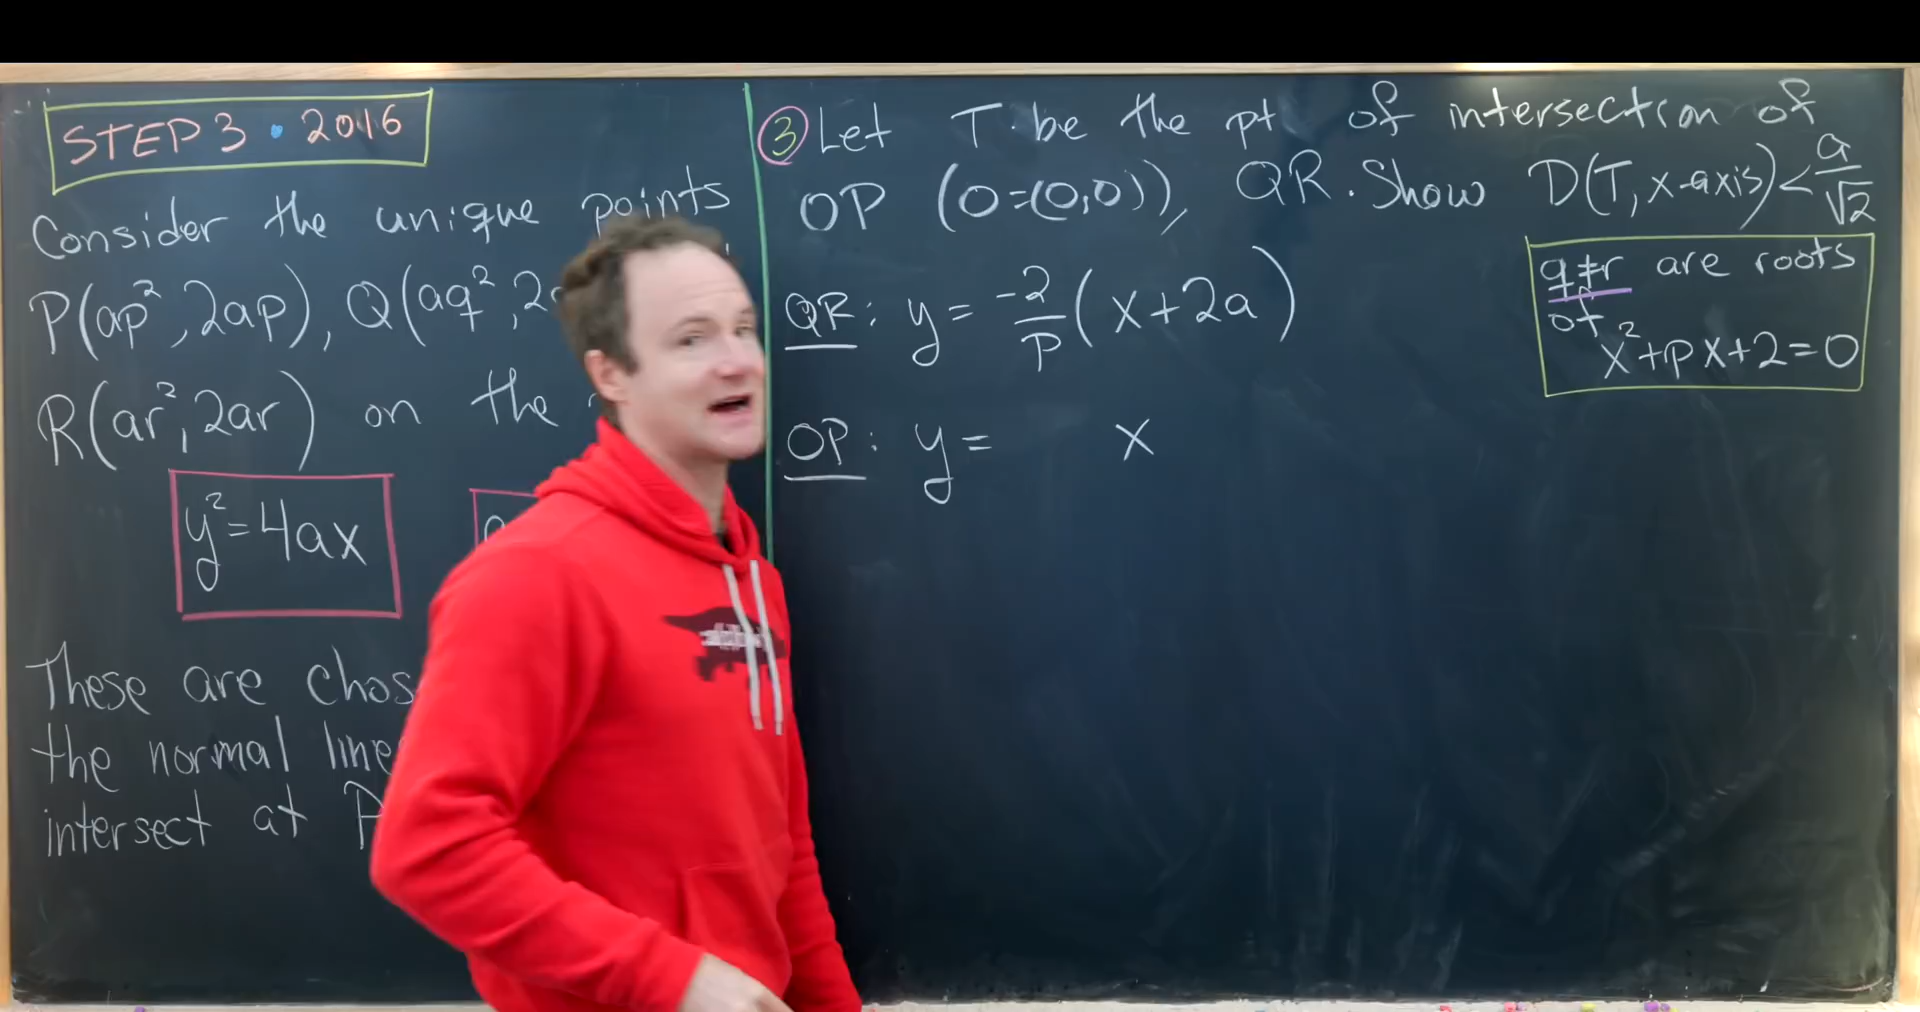 STEP 3 • 2016
Consider the unique points
P(ap², 2ap), Q(aq², 2
R(ar², 2ar) on the
y² = 4ax
These are chos
the normal line
intersect at P
③ Let T be the pt of intersection of
OP (O=(0,0)), QR. Show D(T, x-axis) < a/√2
QR: y = -2/p (x+2a)
OP: y = x
q≠r are roots
of
x²+px+2=0